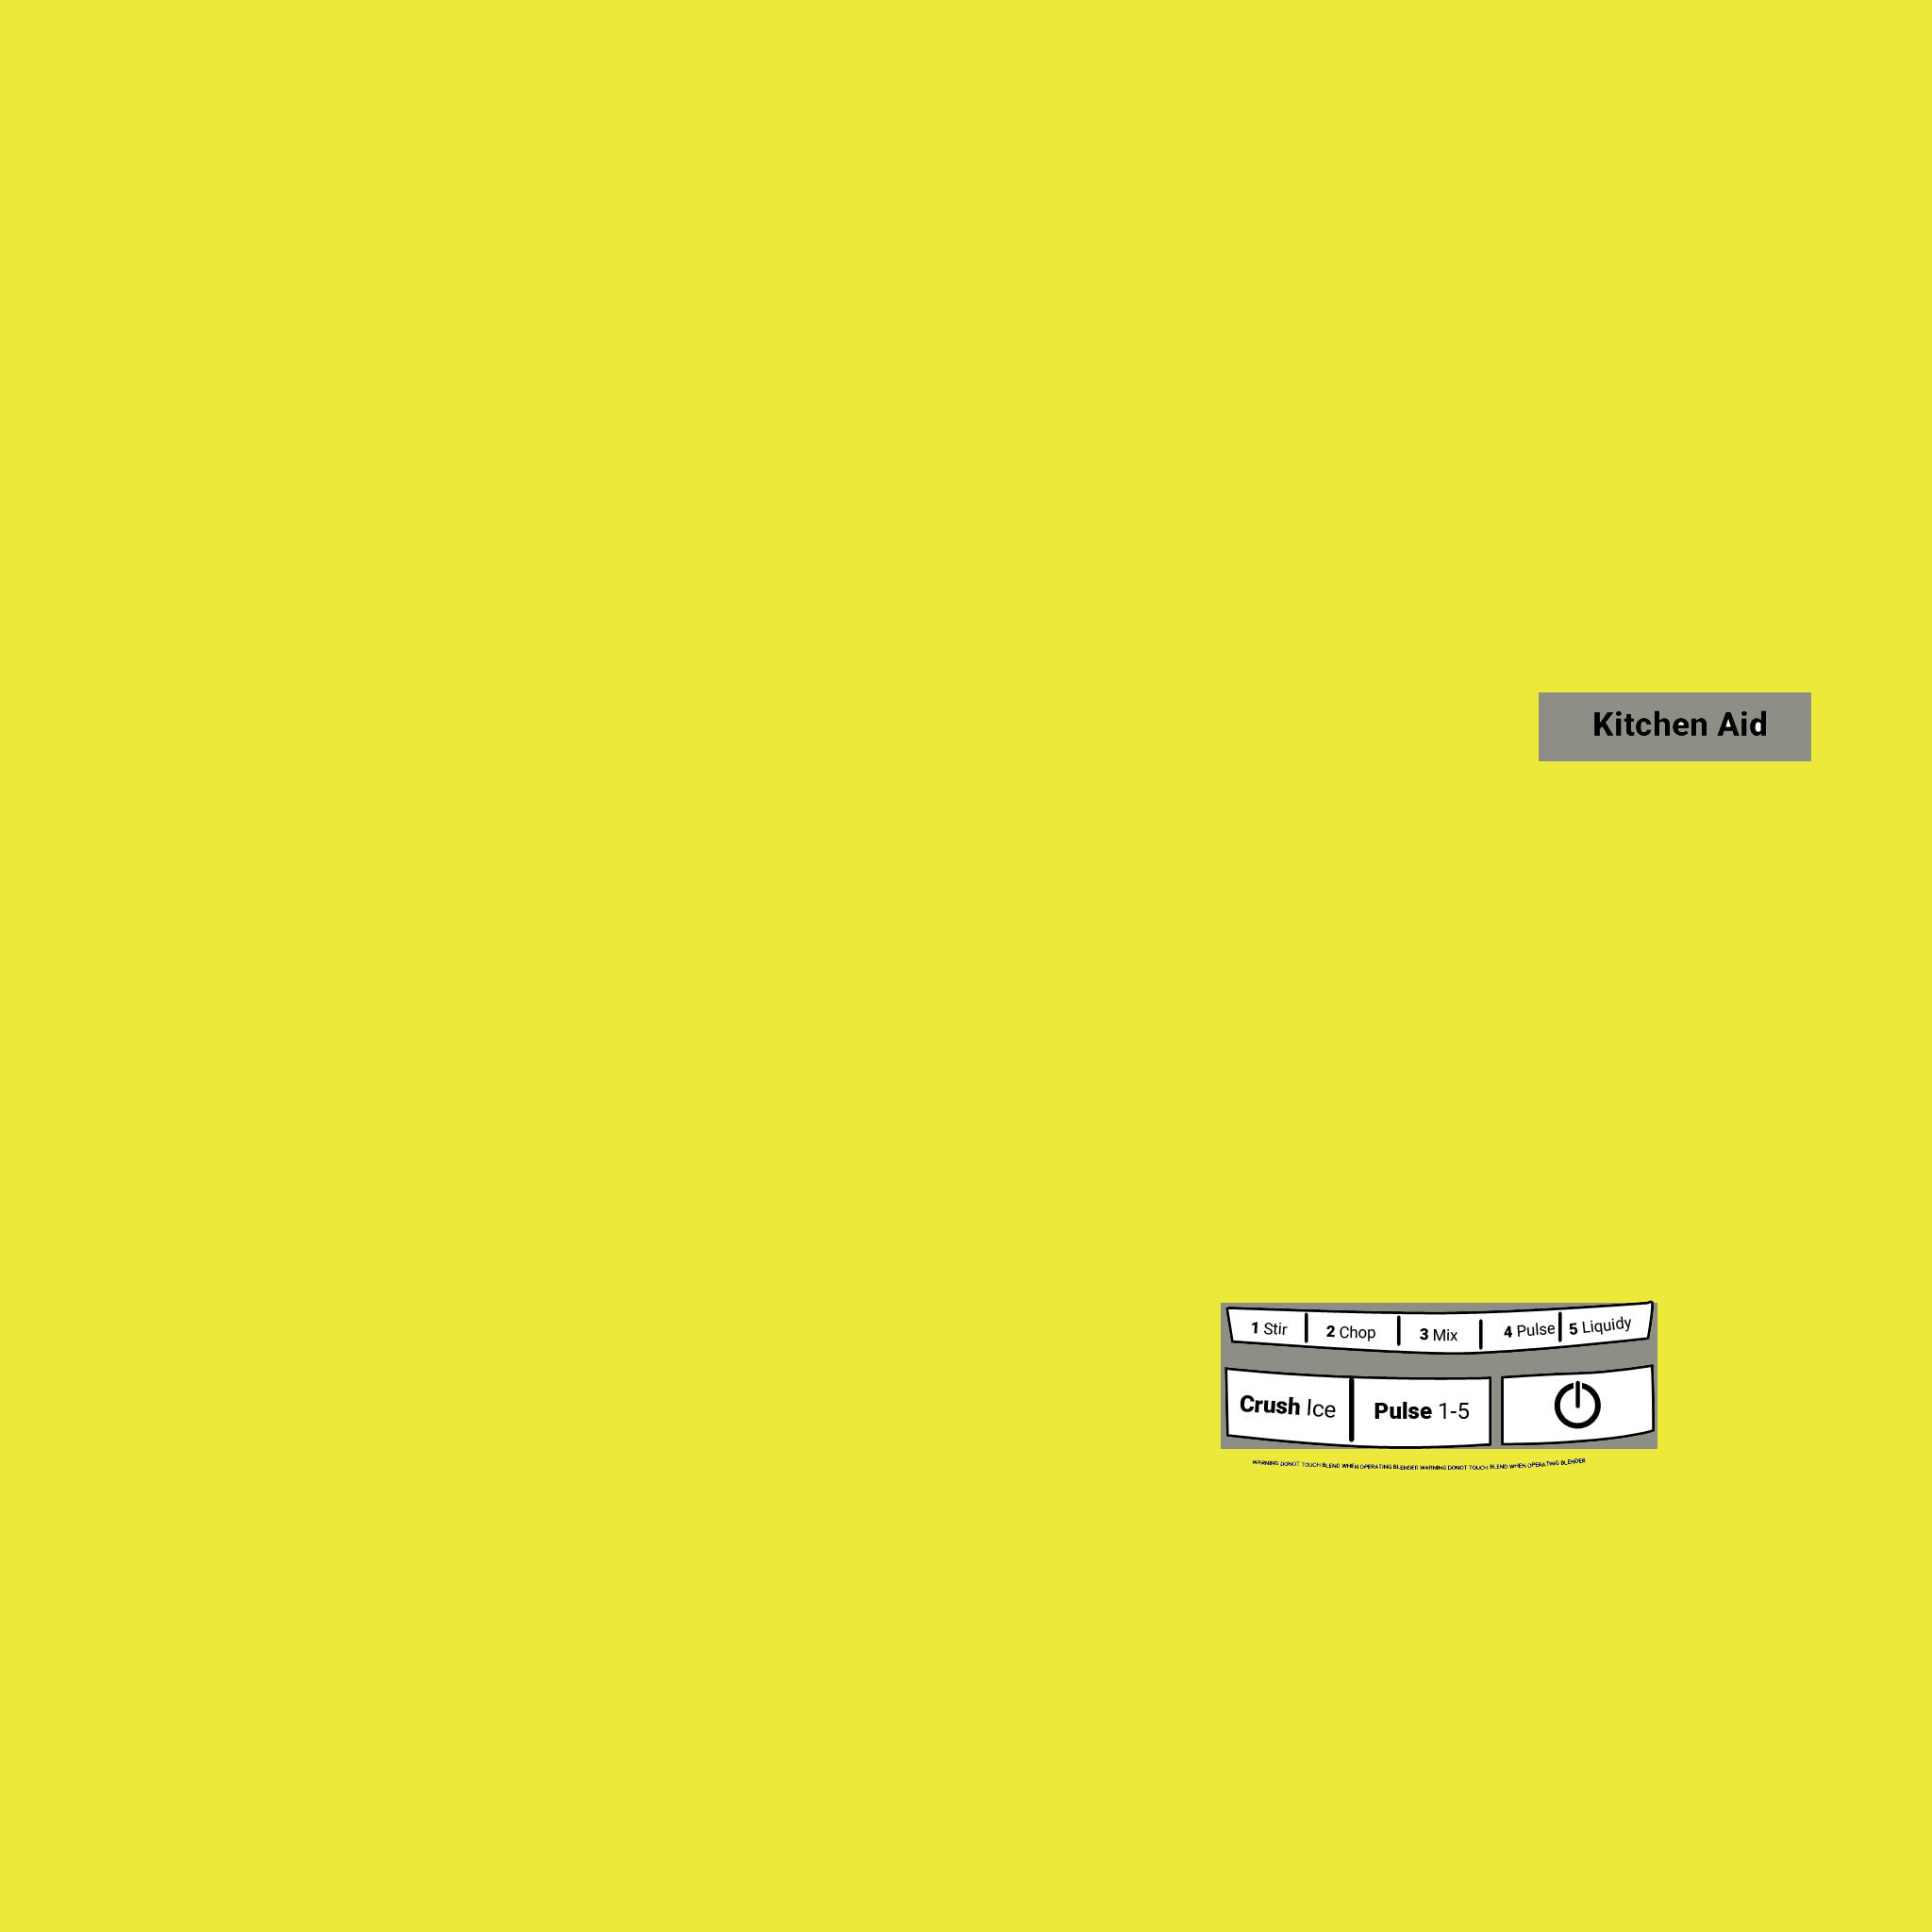 Kitchen Aid
1 Stir 2 Chop 3 Mix 4 Pulse 5 Liquidy
Crush Ice Pulse 1-5
WARNING DONOT TOUCH BLEND WHEN OPERATING BLENDER WARNING DONOT TOUCH BLEND WHEN OPERATING BLENDER